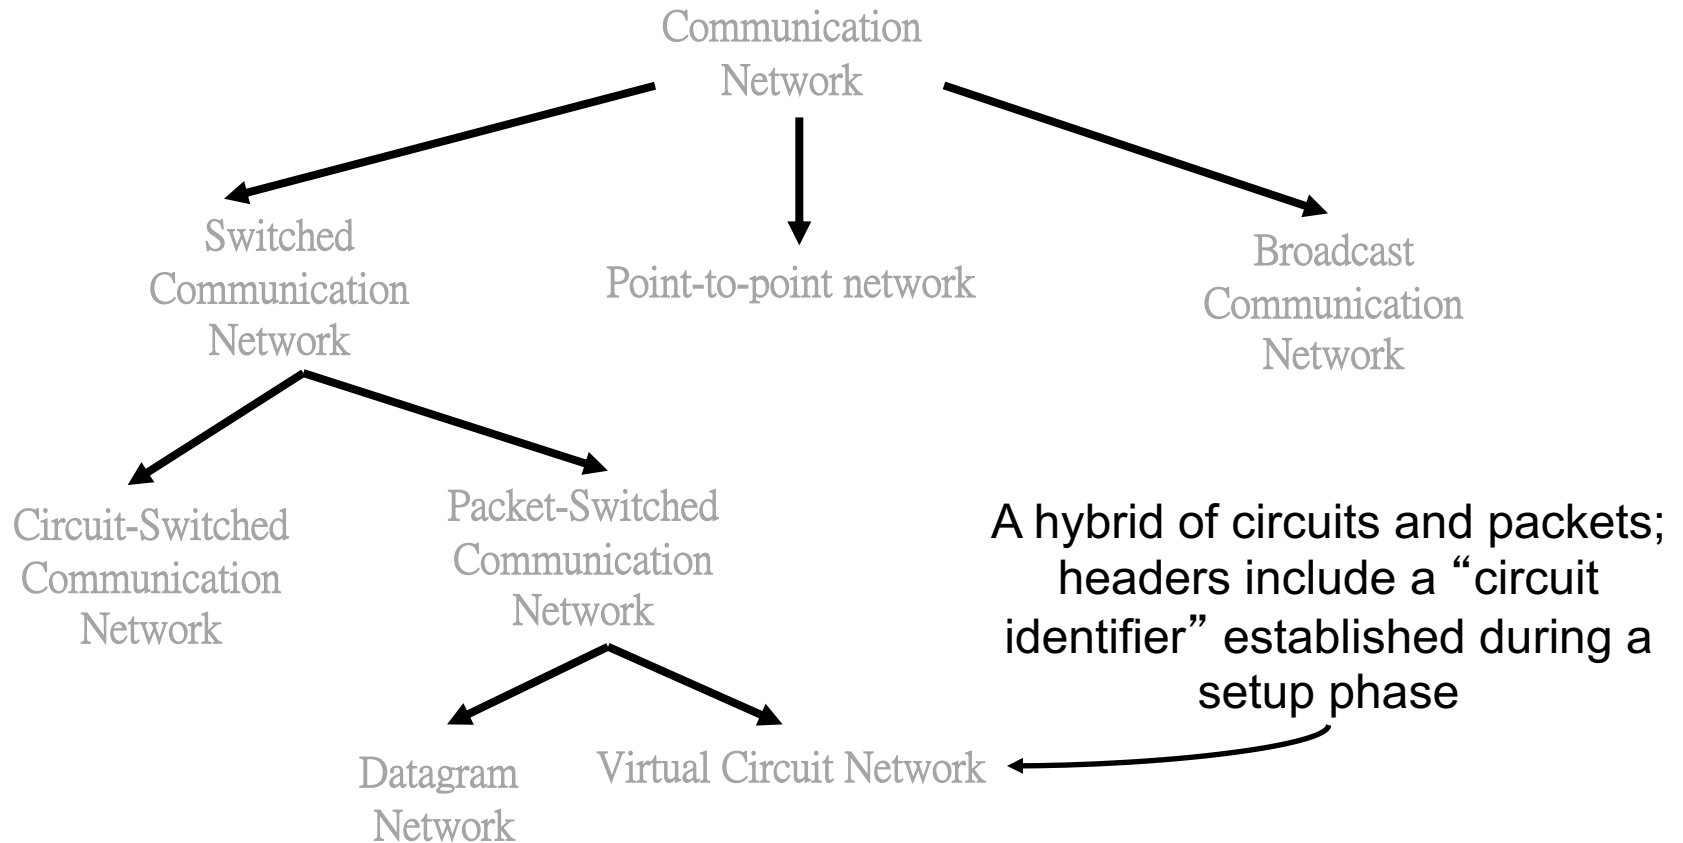 Communication
Network
Switched
Communication
Network
Point-to-point network
Broadcast
Communication
Network
Circuit-Switched
Communication
Network
Packet-Switched
Communication
Network
A hybrid of circuits and packets;
headers include a “circuit
identifier” established during a
setup phase
Datagram
Network
Virtual Circuit Network